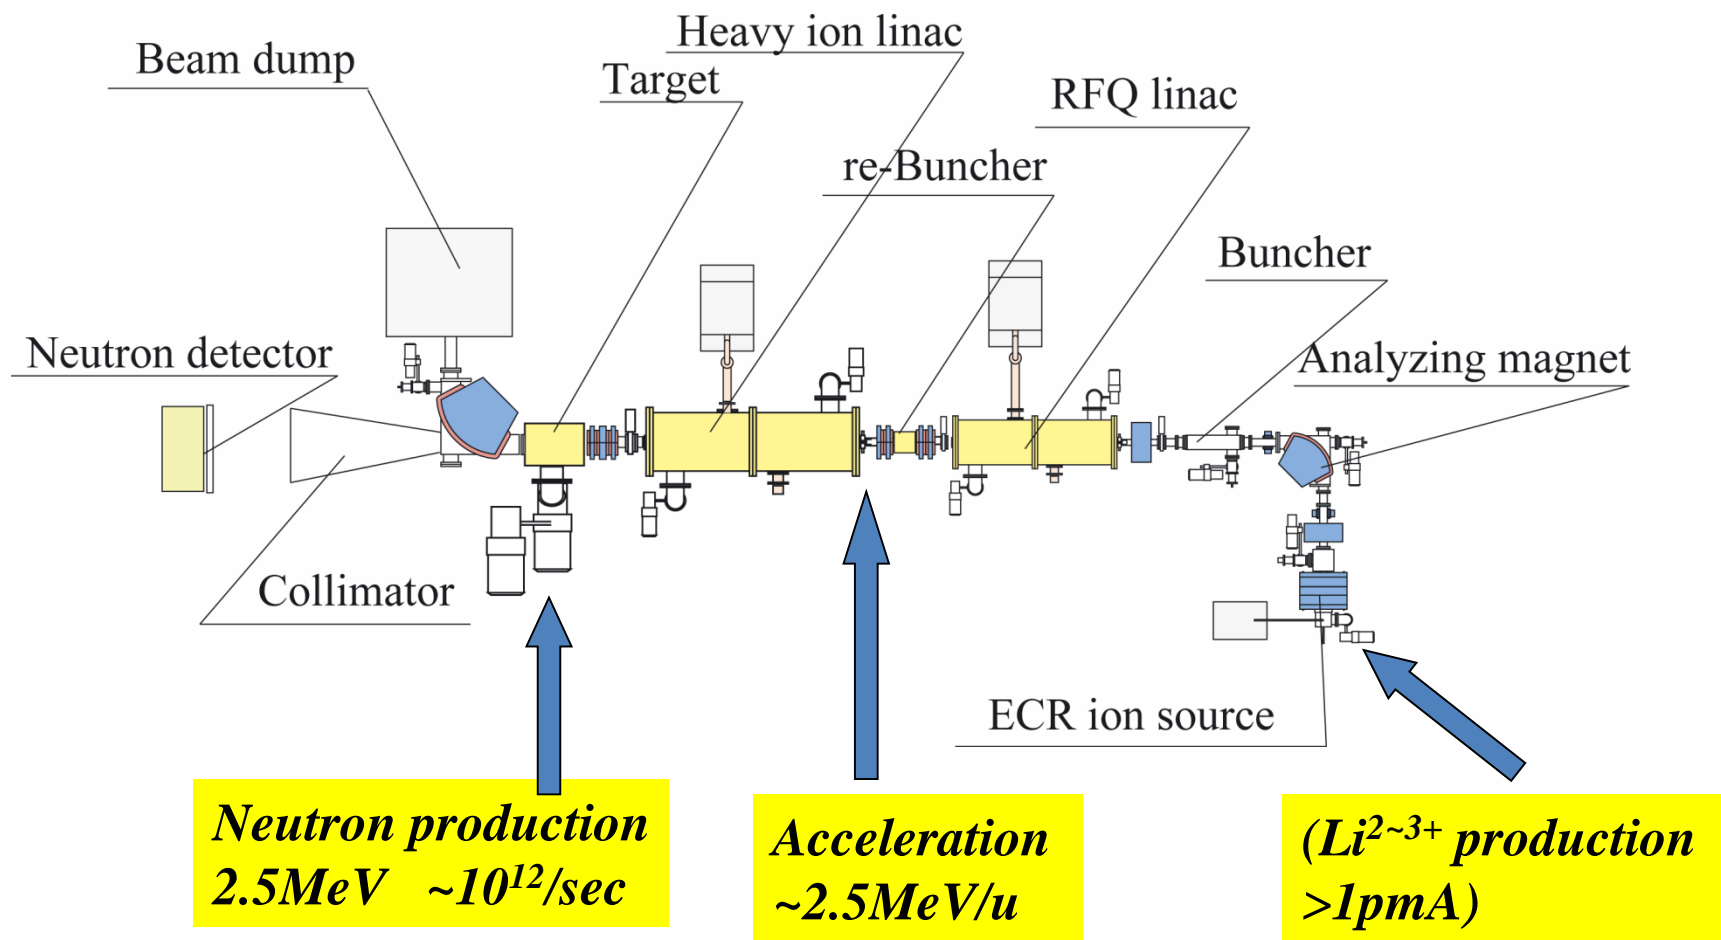 Heavy ion linac
Beam dump
Target
RFQ linac
re-Buncher
Buncher
Neutron detector
Analyzing magnet
Collimator
ECR ion source
Neutron production
2.5MeV ~10¹²/sec
Acceleration
~2.5MeV/u
(Li²~³⁺ production
>1pmA)